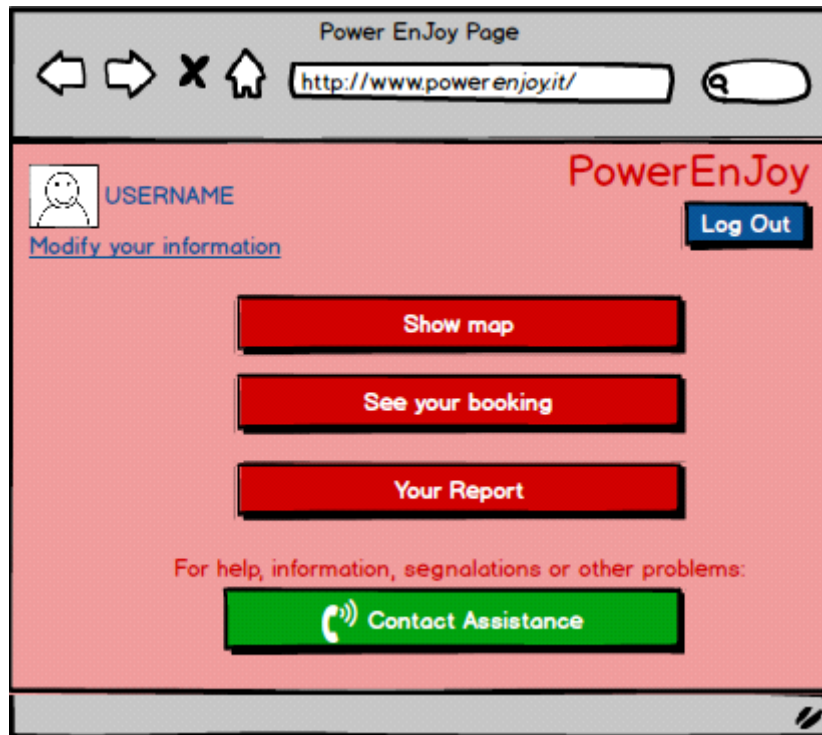 Power EnJoy Page
http://www.powerenjoy.it/
PowerEnJoy
USERNAME
Log Out
Modify your information
Show map
See your booking
Your Report
For help, information, segnalations or other problems:
Contact Assistance